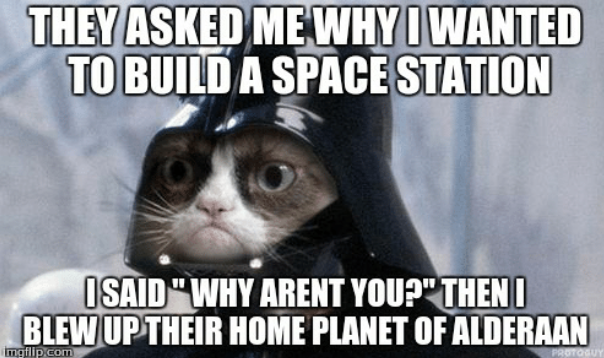 THEY ASKED ME WHY I WANTED
TO BUILD A SPACE STATION
I SAID " WHY ARENT YOU?" THEN I
BLEW UP THEIR HOME PLANET OF ALDERAAN
imgflip.com
PROTOGUY